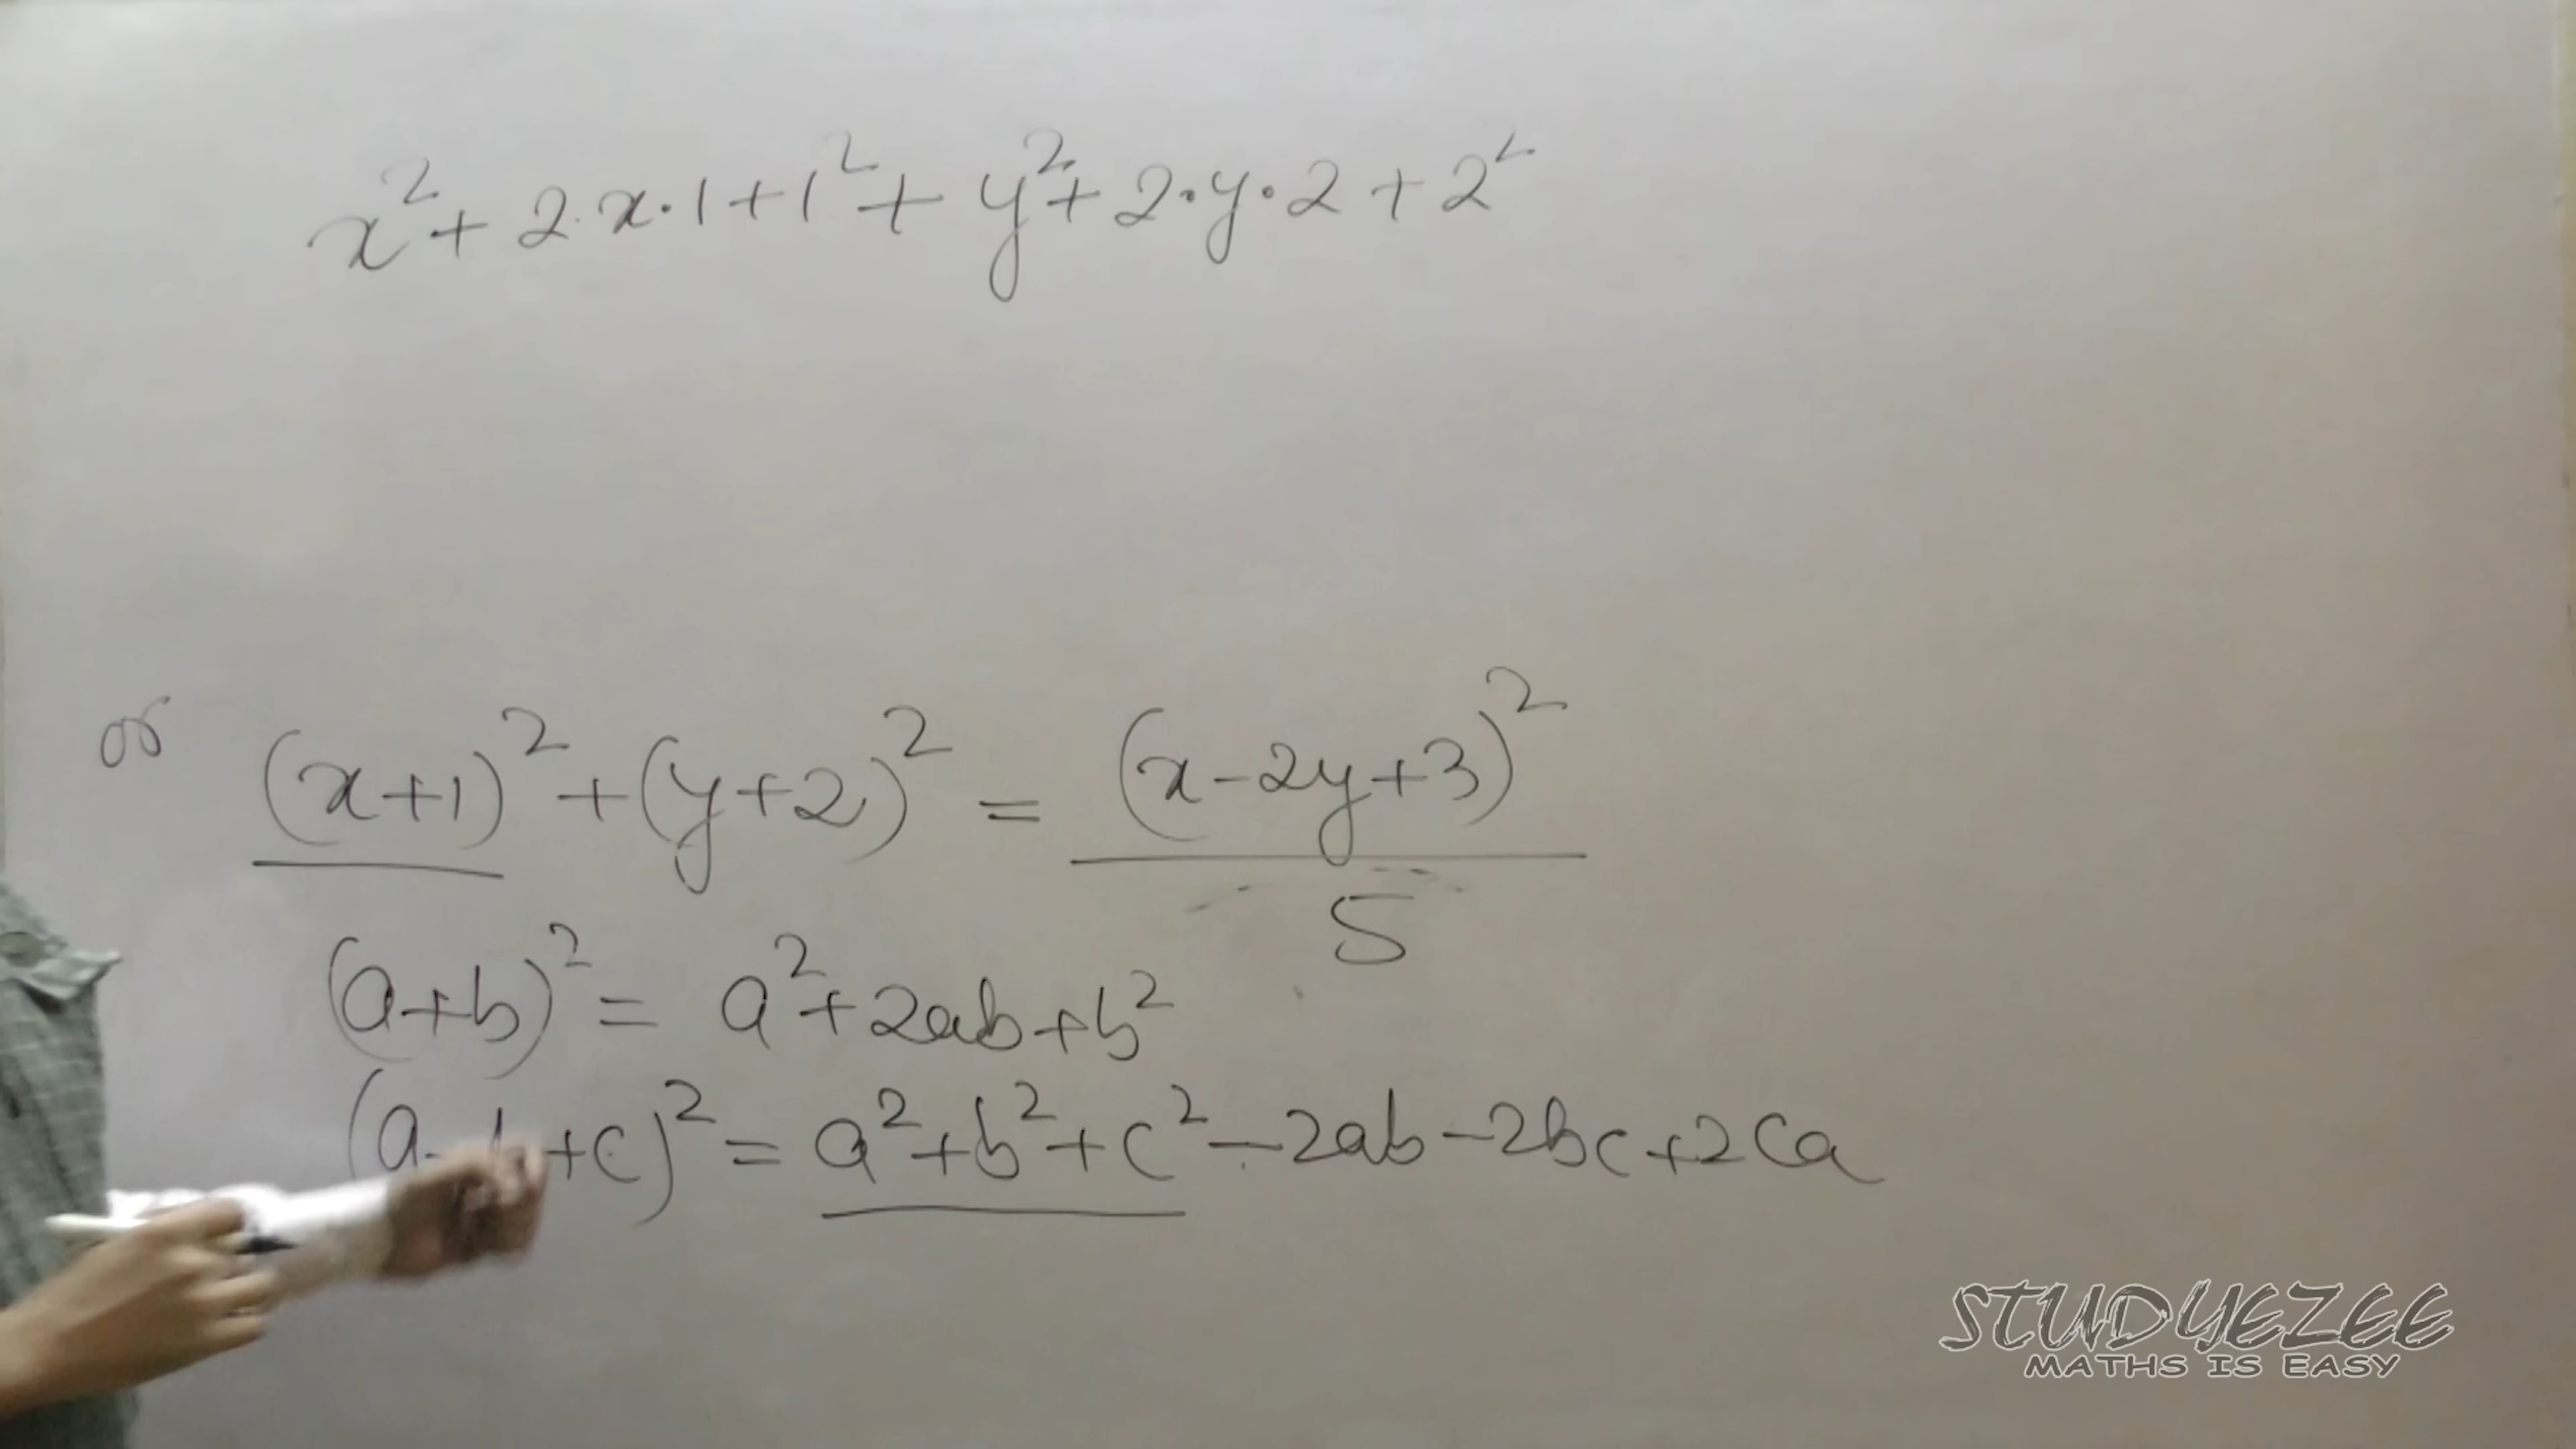 x² + 2·x·1 + 1² + y² + 2·y·2 + 2²
or (x+1)² + (y+2)² = (x-2y+3)² / 5
(a+b)² = a² + 2ab + b²
(a - +c)² = a² + b² + c² - 2ab - 2bc + 2ca
STUDYEZEE
MATHS IS EASY